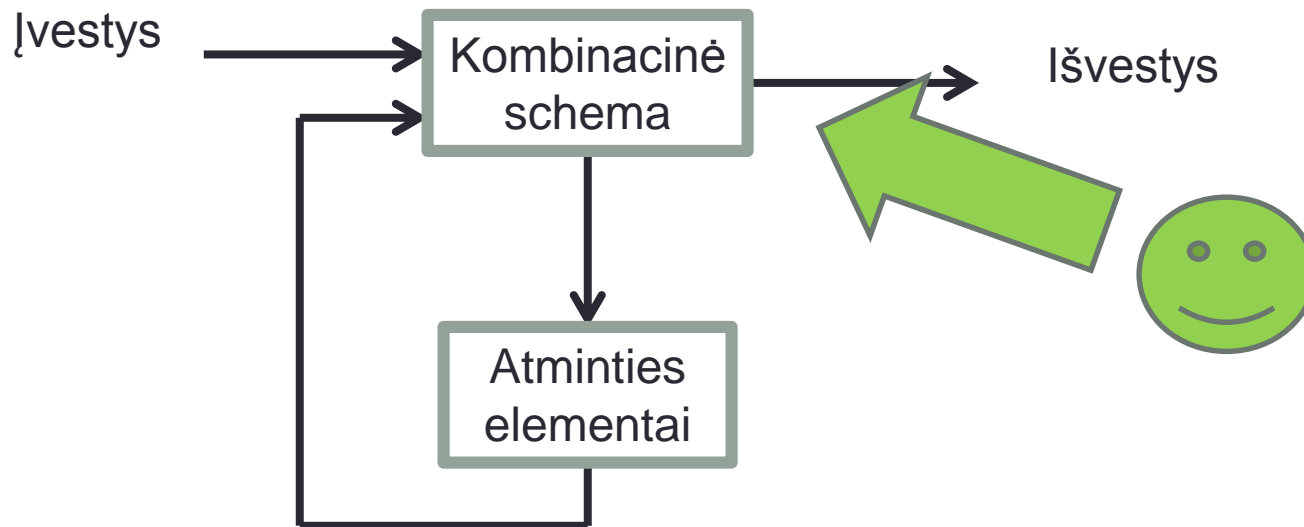 Įvestys
Kombinacinė
schema
Išvestys
Atminties
elementai